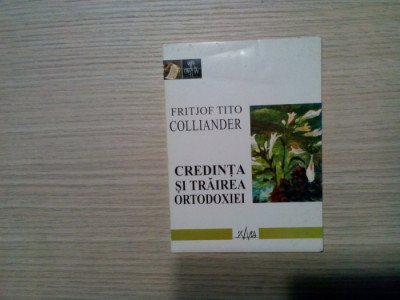 FRITJOF TITO
COLLIANDER
CREDINȚA
ȘI TRĂIREA
ORTODOXIEI